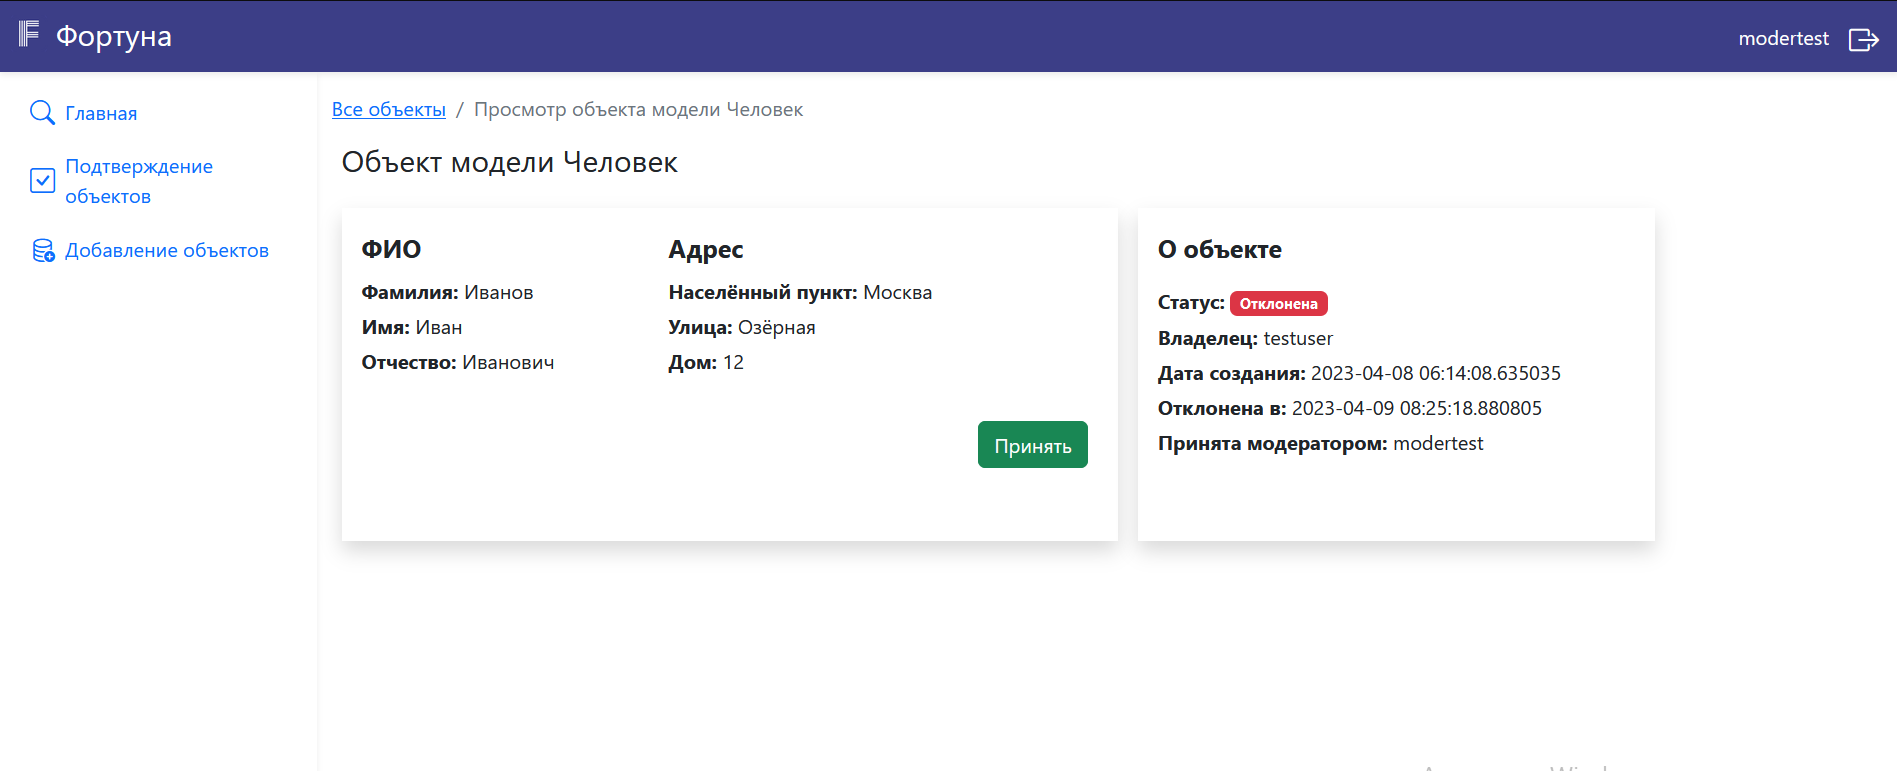 Фортуна
modertest
Главная
Подтверждение
объектов
Добавление объектов
Все объекты / Просмотр объекта модели Человек
Объект модели Человек
ФИО
Фамилия: Иванов
Имя: Иван
Отчество: Иванович
Адрес
Населённый пункт: Москва
Улица: Озёрная
Дом: 12
Принять
О объекте
Статус: Отклонена
Владелец: testuser
Дата создания: 2023-04-08 06:14:08.635035
Отклонена в: 2023-04-09 08:25:18.880805
Принята модератором: modertest